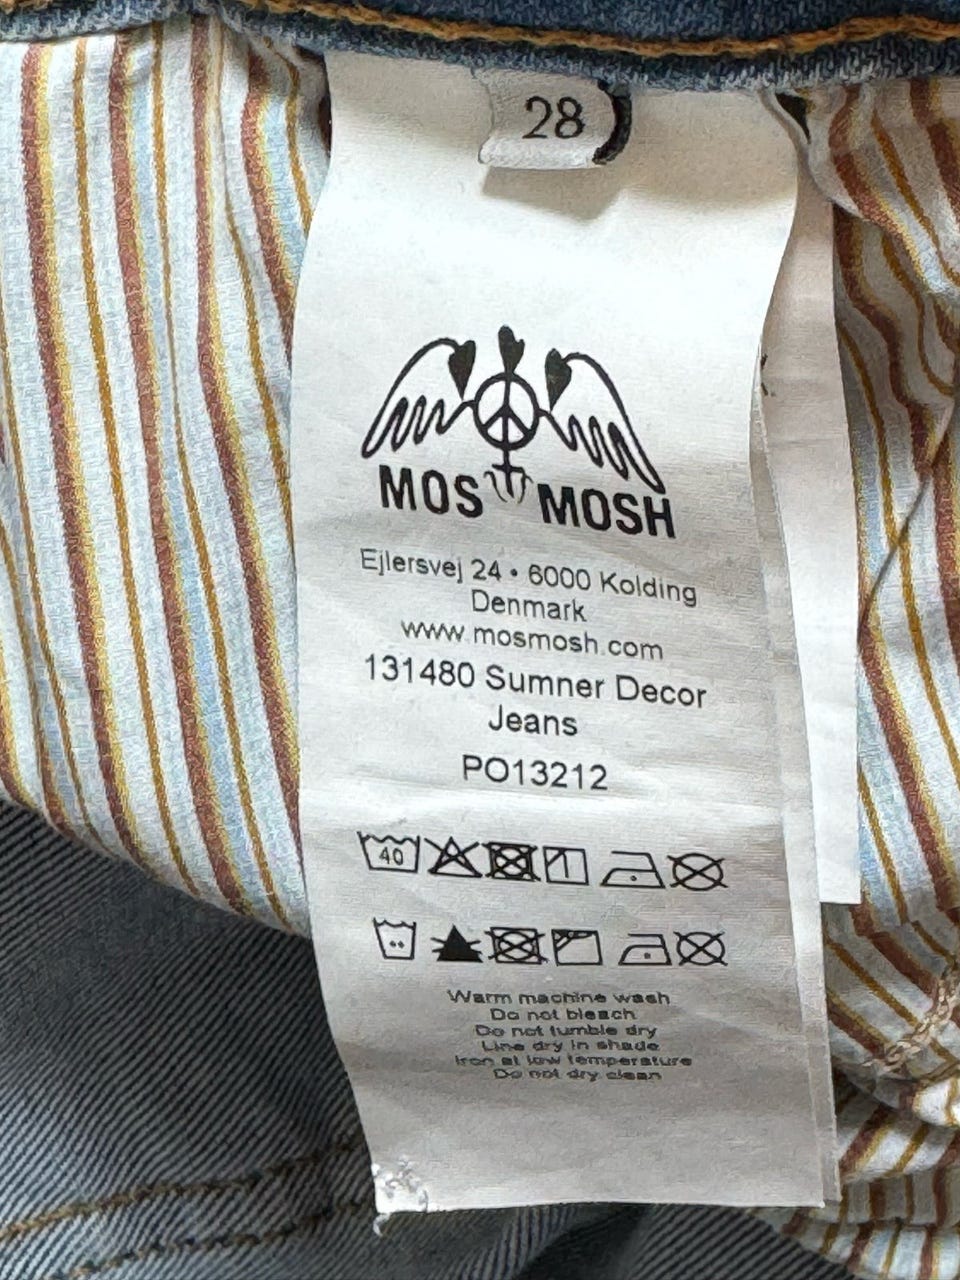 28
MOS MOSH
Ejlersvej 24 • 6000 Kolding
Denmark
www.mosmosh.com
131480 Sumner Decor
Jeans
PO13212
40
Warm machine wash
Do not bleach
Do not tumble dry
Line dry in shade
Iron at low temperature
Do not dry clean